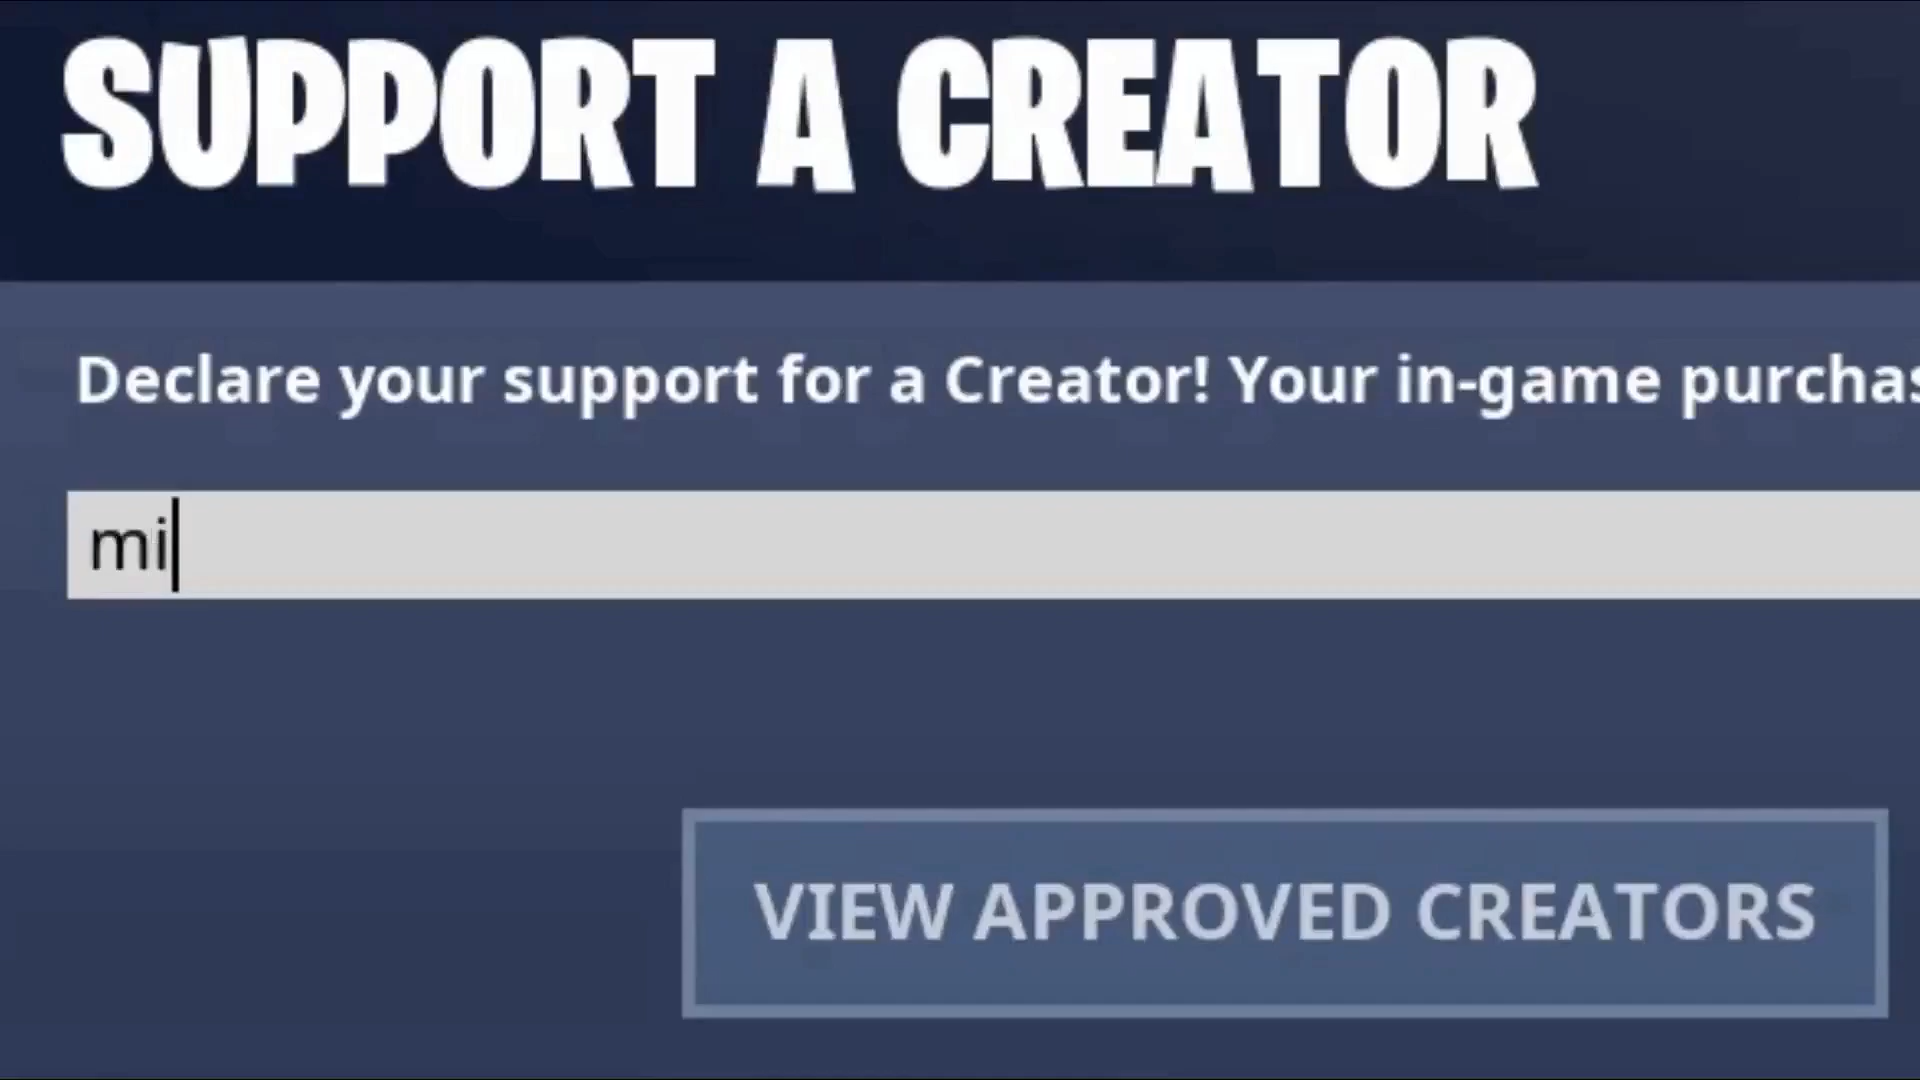 SUPPORT A CREATOR
Declare your support for a Creator! Your in-game purchas
mi
VIEW APPROVED CREATORS